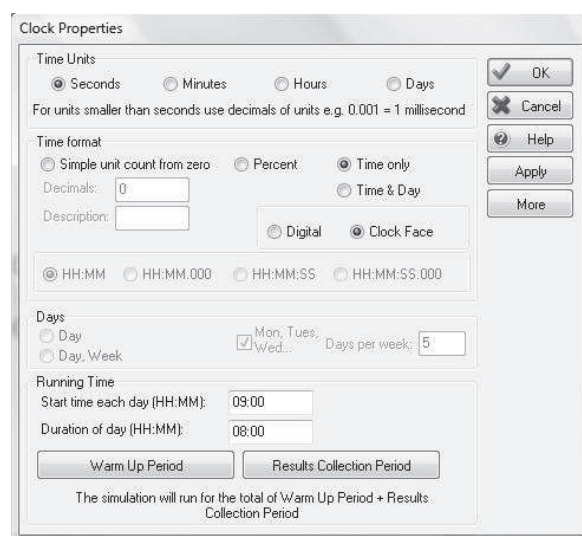 Clock Properties
Time Units
Seconds Minutes Hours Days
For units smaller than seconds use decimals of units e.g. 0.001 = 1 millisecond
Time format
Simple unit count from zero Percent Time only
Decimals: 0 Time & Day
Description:
Digital Clock Face
HH:MM HH:MM.000 HH:MM:SS HH:MM:SS.000
Days
Day
Day, Week
Mon, Tues,
Wed...
Days per week: 5
Running Time
Start time each day (HH:MM): 09:00
Duration of day (HH:MM): 08:00
Warm Up Period Results Collection Period
The simulation will run for the total of Warm Up Period + Results
Collection Period
OK
Cancel
Help
Apply
More